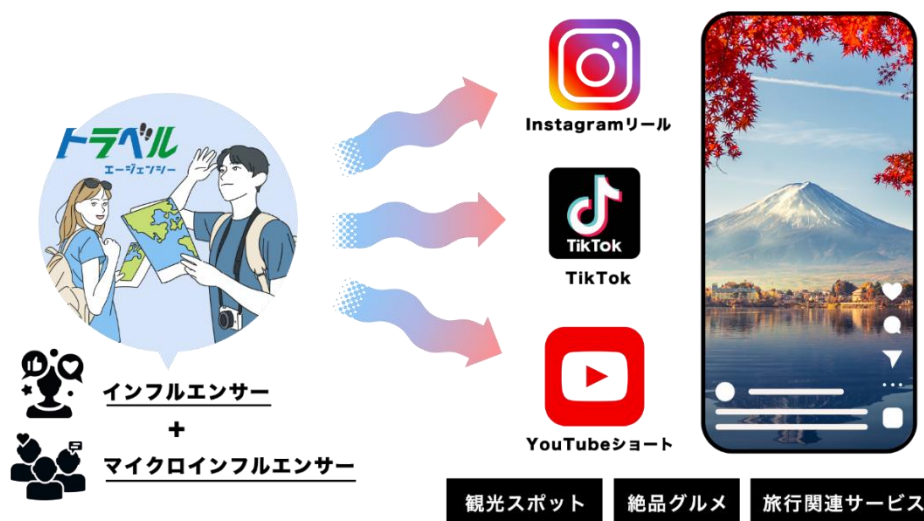 トラベル
エージェンシー
インフルエンサー
+
マイクロインフルエンサー
Instagramリール
TikTok
TikTok
YouTubeショート
観光スポット
絶品グルメ
旅行関連サービス